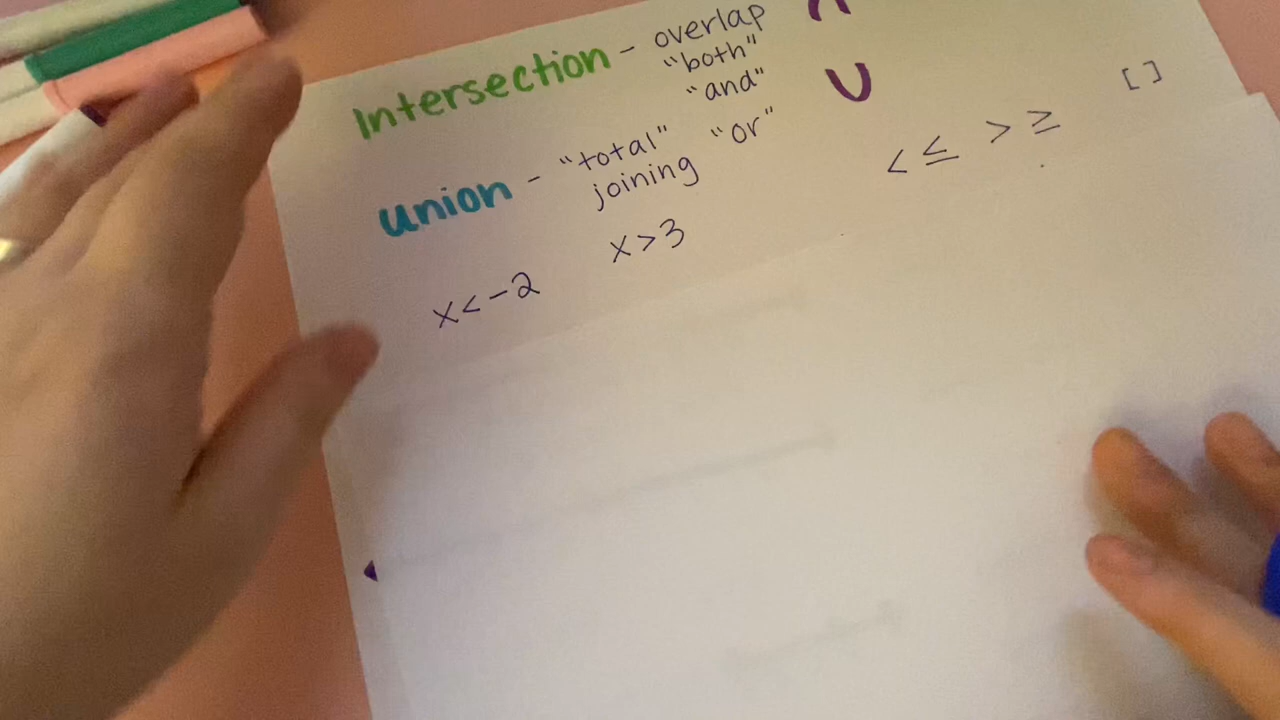 Intersection - overlap
"both"
"and"
∩
union - "total" "or"
joining
∪
< ≤ > ≥ [ ]
x < -2 x > 3